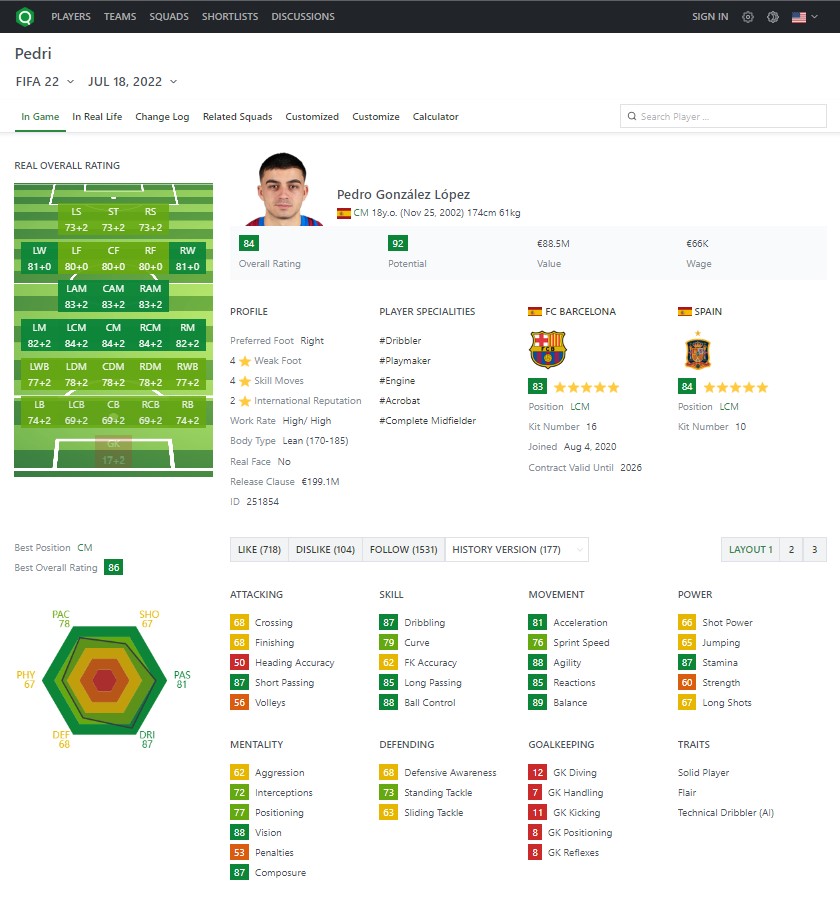 PLAYERS TEAMS SQUADS SHORTLISTS DISCUSSIONS SIGN IN
Pedri
FIFA 22 JUL 18, 2022
In Game In Real Life Change Log Related Squads Customized Customize Calculator Search Player ...
REAL OVERALL RATING
LS ST RS
73+2 73+2 73+2
LW LF CF RF RW
81+0 80+0 80+0 80+0 81+0
LAM CAM RAM
83+2 83+2 83+2
LM LCM CM RCM RM
82+2 84+2 84+2 84+2 82+2
LWB LDM CDM RDM RWB
77+2 78+2 78+2 78+2 77+2
LB LCB CB RCB RB
74+2 69+2 69+2 69+2 74+2
GK
17+2
Best Position CM
Best Overall Rating 86
PAC
78
SHO
67
PHY
67
PAS
81
DEF
68
DRI
87
Pedro González López
CM 18y.o. (Nov 25, 2002) 174cm 61kg
84 92 €88.5M €66K
Overall Rating Potential Value Wage
PROFILE
Preferred Foot Right
4 Weak Foot
4 Skill Moves
2 International Reputation
Work Rate High/ High
Body Type Lean (170-185)
Real Face No
Release Clause €199.1M
ID 251854
PLAYER SPECIALITIES
#Dribbler
#Playmaker
#Engine
#Acrobat
#Complete Midfielder
FC BARCELONA
FCB
83
Position LCM
Kit Number 16
Joined Aug 4, 2020
Contract Valid Until 2026
SPAIN
84
Position LCM
Kit Number 10
LIKE (718) DISLIKE (104) FOLLOW (1531) HISTORY VERSION (177) LAYOUT 1 2 3
ATTACKING
68 Crossing
68 Finishing
50 Heading Accuracy
87 Short Passing
56 Volleys
SKILL
87 Dribbling
79 Curve
62 FK Accuracy
85 Long Passing
88 Ball Control
MOVEMENT
81 Acceleration
76 Sprint Speed
88 Agility
85 Reactions
89 Balance
POWER
66 Shot Power
65 Jumping
87 Stamina
60 Strength
67 Long Shots
MENTALITY
62 Aggression
72 Interceptions
77 Positioning
88 Vision
53 Penalties
87 Composure
DEFENDING
68 Defensive Awareness
73 Standing Tackle
63 Sliding Tackle
GOALKEEPING
12 GK Diving
7 GK Handling
11 GK Kicking
8 GK Positioning
8 GK Reflexes
TRAITS
Solid Player
Flair
Technical Dribbler (AI)